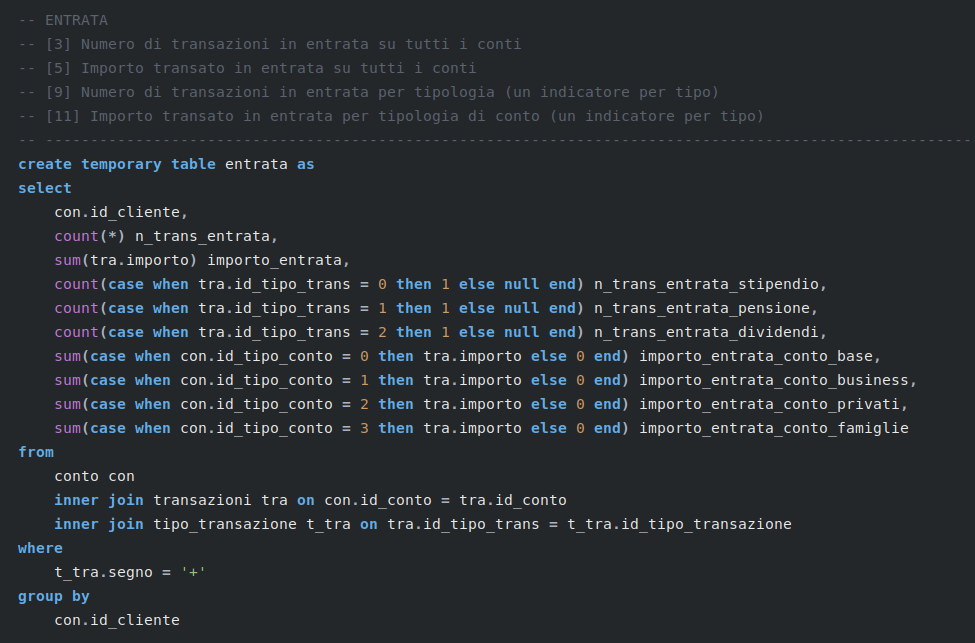 -- ENTRATA
-- [3] Numero di transazioni in entrata su tutti i conti
-- [5] Importo transato in entrata su tutti i conti
-- [9] Numero di transazioni in entrata per tipologia (un indicatore per tipo)
-- [11] Importo transato in entrata per tipologia di conto (un indicatore per tipo)
-- -------------------------------------------------------------------------------------------------------
create temporary table entrata as
select
    con.id_cliente,
    count(*) n_trans_entrata,
    sum(tra.importo) importo_entrata,
    count(case when tra.id_tipo_trans = 0 then 1 else null end) n_trans_entrata_stipendio,
    count(case when tra.id_tipo_trans = 1 then 1 else null end) n_trans_entrata_pensione,
    count(case when tra.id_tipo_trans = 2 then 1 else null end) n_trans_entrata_dividendi,
    sum(case when con.id_tipo_conto = 0 then tra.importo else 0 end) importo_entrata_conto_base,
    sum(case when con.id_tipo_conto = 1 then tra.importo else 0 end) importo_entrata_conto_business,
    sum(case when con.id_tipo_conto = 2 then tra.importo else 0 end) importo_entrata_conto_privati,
    sum(case when con.id_tipo_conto = 3 then tra.importo else 0 end) importo_entrata_conto_famiglie
from
    conto con
    inner join transazioni tra on con.id_conto = tra.id_conto
    inner join tipo_transazione t_tra on tra.id_tipo_trans = t_tra.id_tipo_transazione
where
    t_tra.segno = '+'
group by
    con.id_cliente